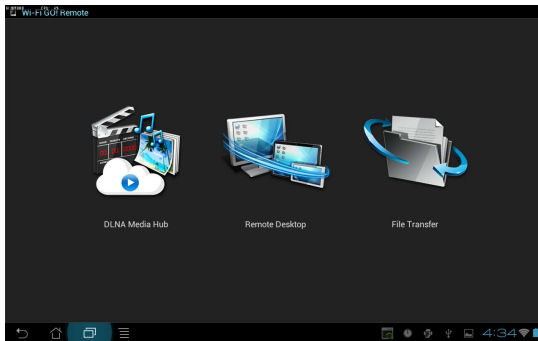 Wi-Fi GO! Remote
DLNA Media Hub
Remote Desktop
File Transfer
4:34